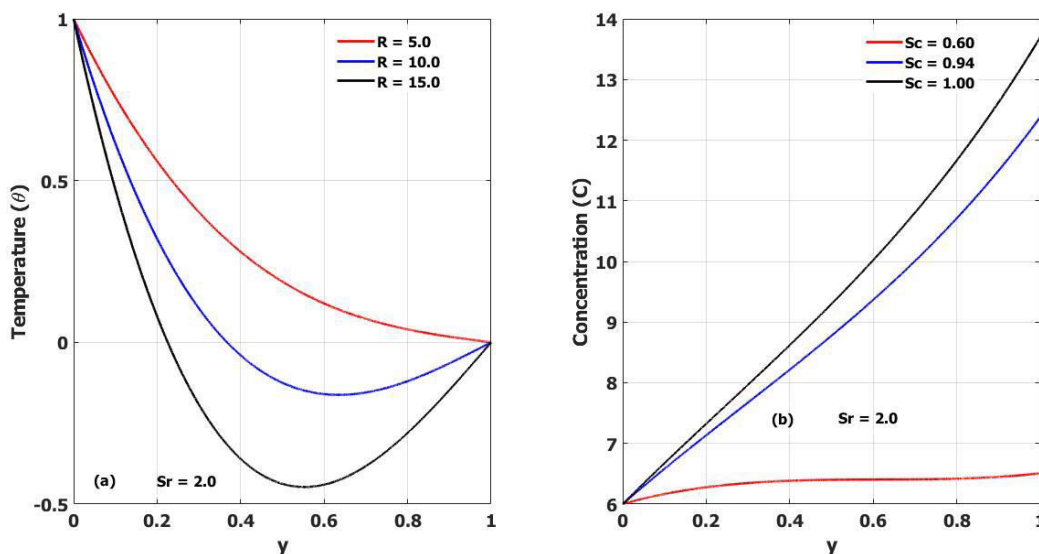 1
0.5
0
-0.5
Temperature (θ)
R = 5.0
R = 10.0
R = 15.0
(a) Sr = 2.0
0 0.2 0.4 0.6 0.8 1
y
14
13
12
11
10
9
8
7
6
Concentration (C)
Sc = 0.60
Sc = 0.94
Sc = 1.00
(b) Sr = 2.0
0 0.2 0.4 0.6 0.8 1
y